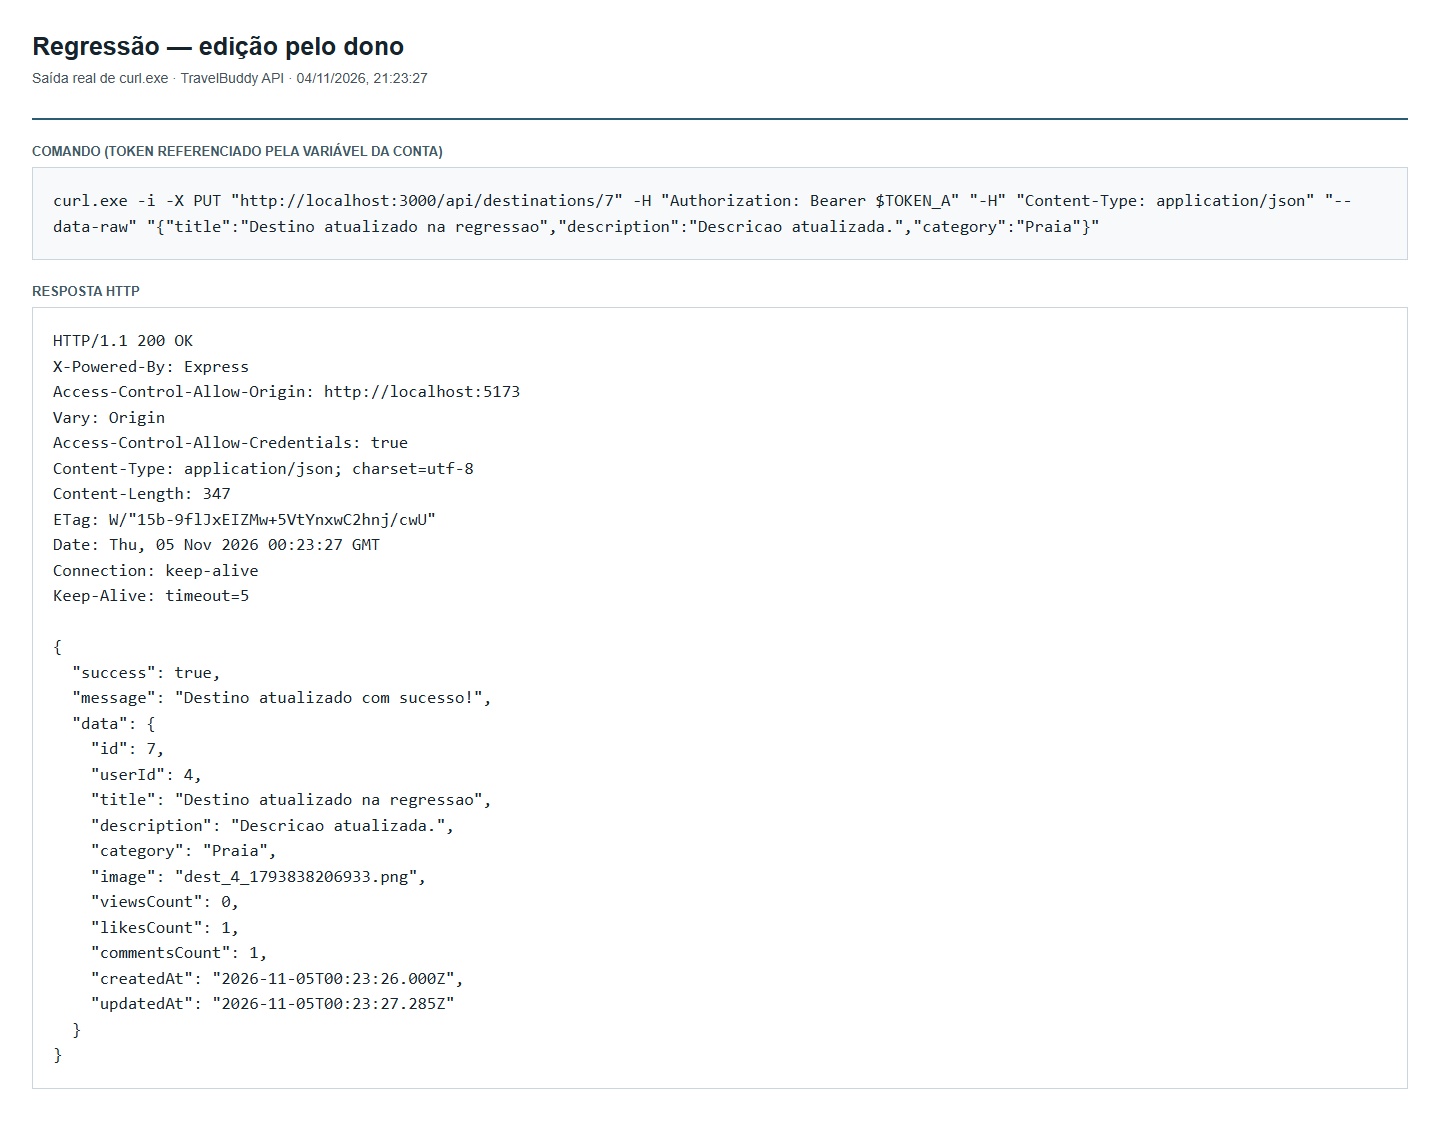 Regressão — edição pelo dono
Saída real de curl.exe · TravelBuddy API · 04/11/2026, 21:23:27
COMANDO (TOKEN REFERENCIADO PELA VARIÁVEL DA CONTA)
curl.exe -i -X PUT "http://localhost:3000/api/destinations/7" -H "Authorization: Bearer $TOKEN_A" "-H" "Content-Type: application/json" "--
data-raw" "{"title":"Destino atualizado na regressao","description":"Descricao atualizada.","category":"Praia"}"
RESPOSTA HTTP
HTTP/1.1 200 OK
X-Powered-By: Express
Access-Control-Allow-Origin: http://localhost:5173
Vary: Origin
Access-Control-Allow-Credentials: true
Content-Type: application/json; charset=utf-8
Content-Length: 347
ETag: W/"15b-9flJxEIZMw+5VtYnxwC2hnj/cwU"
Date: Thu, 05 Nov 2026 00:23:27 GMT
Connection: keep-alive
Keep-Alive: timeout=5
{
  "success": true,
  "message": "Destino atualizado com sucesso!",
  "data": {
    "id": 7,
    "userId": 4,
    "title": "Destino atualizado na regressao",
    "description": "Descricao atualizada.",
    "category": "Praia",
    "image": "dest_4_1793838206933.png",
    "viewsCount": 0,
    "likesCount": 1,
    "commentsCount": 1,
    "createdAt": "2026-11-05T00:23:26.000Z",
    "updatedAt": "2026-11-05T00:23:27.285Z"
  }
}